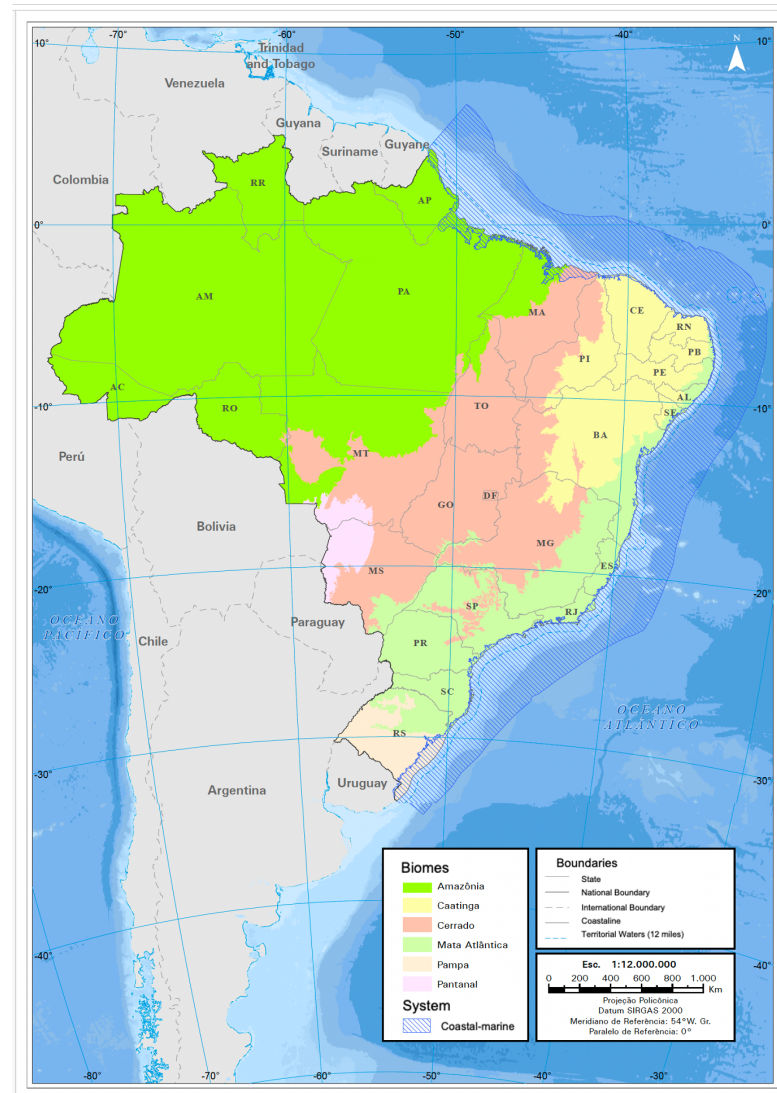 -70°
-50°
-40°
10°
10°
N
Trinidad
and Tobago
Venezuela
Guyana
Suriname
Guyane
Colombia
RR
AP
0°
0°
AM
PA
MA
CE
RN
PB
PI
PE
AC
AL
SE
RO
TO
-10°
-10°
BA
MT
Perú
GO
DF
Bolivia
MG
MS
ES
-20°
-20°
SP
RJ
OCEANO
PACÍFICO
Paraguay
Chile
PR
SC
OCEANO
ATLÂNTICO
RS
-30°
-30°
Argentina
Uruguay
Biomes
Amazônia
Caatinga
Cerrado
Mata Atlântica
Pampa
Pantanal
System
Coastal-marine
Boundaries
State
National Boundary
International Boundary
Coastaline
Territorial Waters (12 miles)
Esc. 1:12.000.000
0 200 400 600 800 1.000
Km
Projeção Policônica
Datum SIRGAS 2000
Meridiano de Referência: 54°W. Gr.
Paralelo de Referência: 0°
-40°
-40°
-80°
-70°
-60°
-50°
-40°
-30°